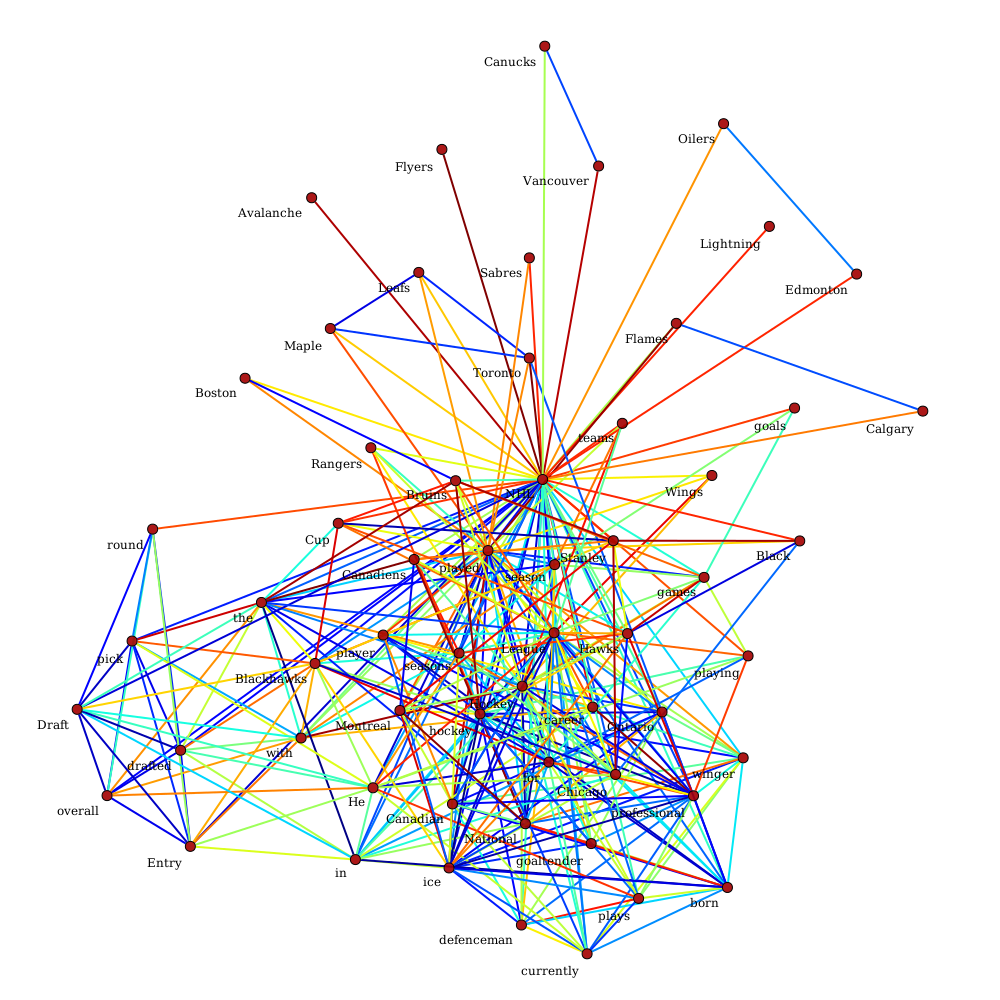 Canucks
Oilers
Flyers
Vancouver
Avalanche
Lightning
Sabres
Leafs
Edmonton
Flames
Maple
Toronto
Boston
goals
Calgary
teams
Rangers
Wings
Bruins
NHL
Cup
round
Stanley
Black
played
Canadiens
season
games
the
League
Hawks
player
pick
seasons
playing
Blackhawks
Hockey
career
Draft
Montreal
Ontario
hockey
with
drafted
winger
for
Chicago
He
overall
professional
Canadian
National
Entry
goaltender
in
ice
born
plays
defenceman
currently